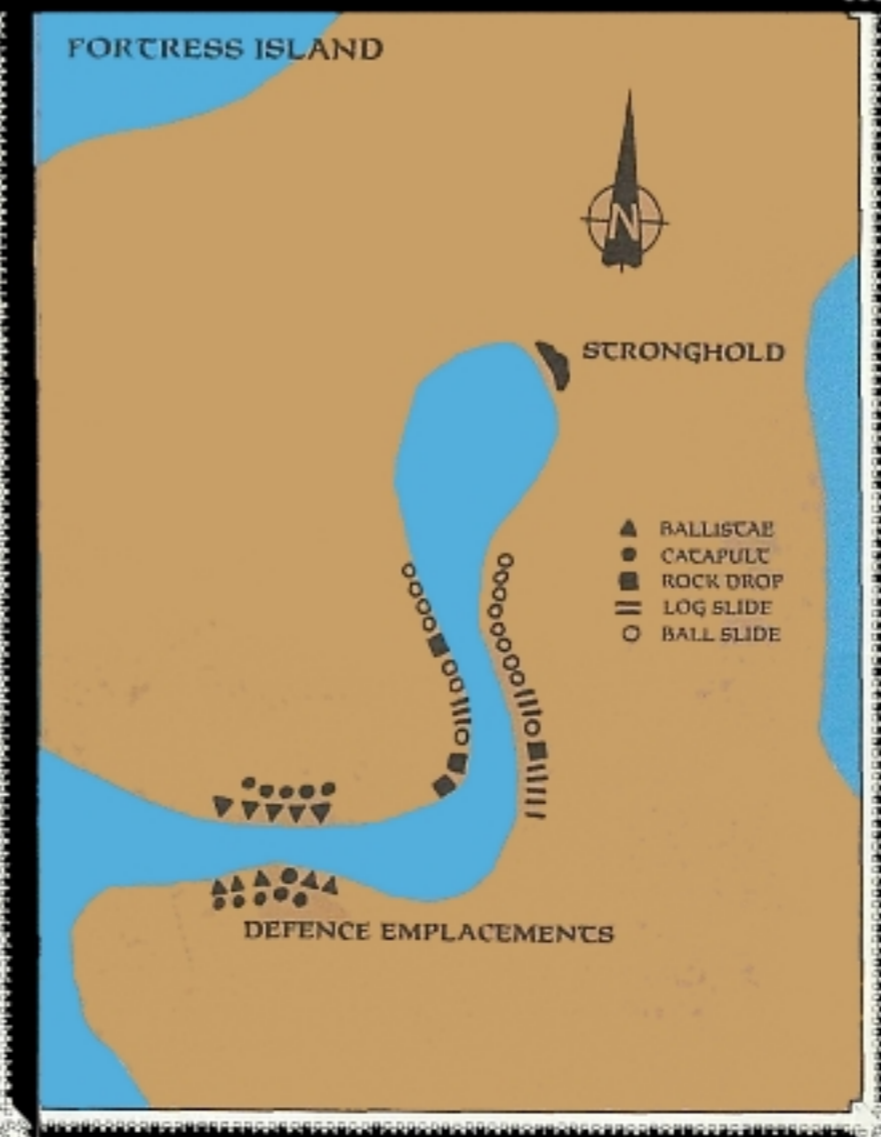 FORTRESS ISLAND
N
STRONGHOLD
BALLISTAE
CATAPULT
ROCK DROP
LOG SLIDE
BALL SLIDE
DEFENCE EMPLACEMENTS